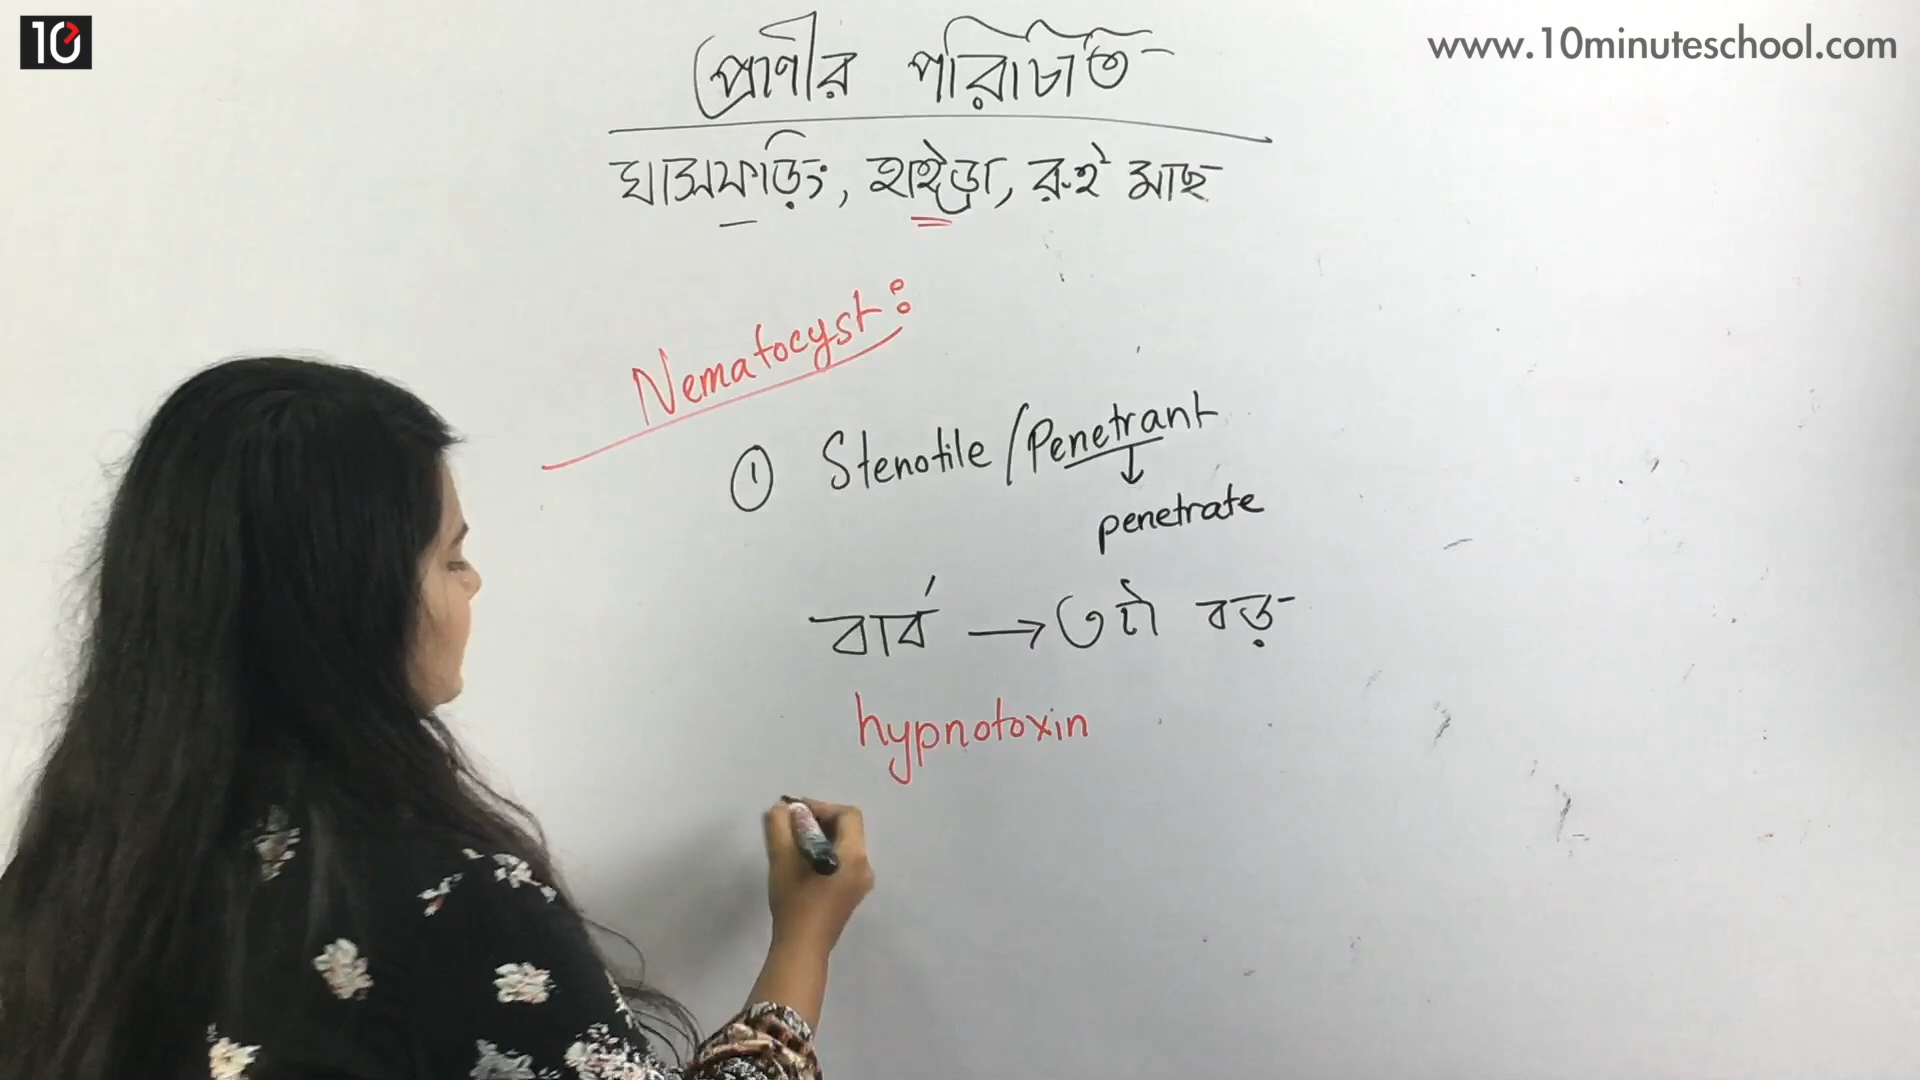 10
www.10minuteschool.com
প্রাণীর পরিচিতি
ঘাসফড়িং, হাইড্রা, রুই মাছ
Nematocyst:
① Stenotile/Penetrant
↓
penetrate
বার্ব → ৩টা বড়
hypnotoxin